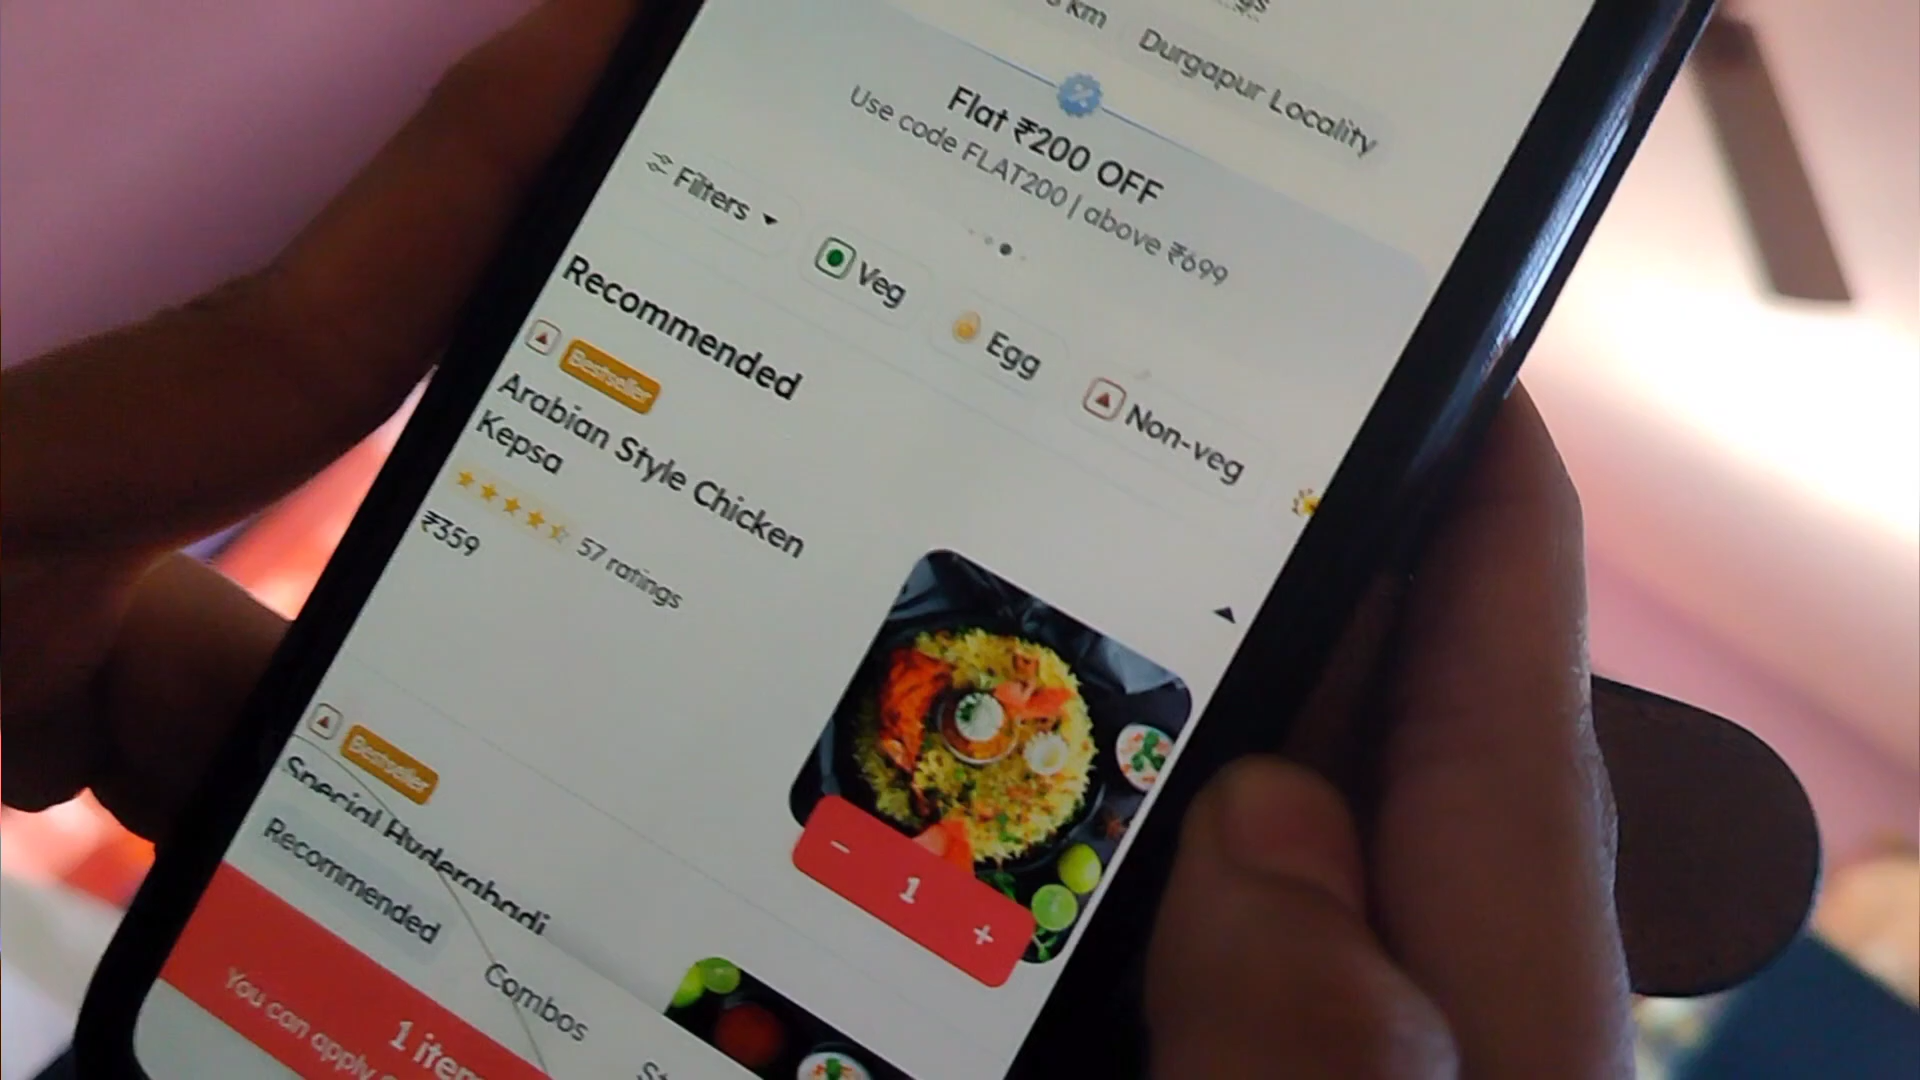 km
Durgapur Locality
Flat ₹200 OFF
Use code FLAT200 | above ₹699
Filters
Veg
Egg
Non-veg
Recommended
Bestseller
Arabian Style Chicken
Kepsa
57 ratings
₹359
1
Bestseller
Special Hyderabadi
Recommended
Combos
1 item
You can apply